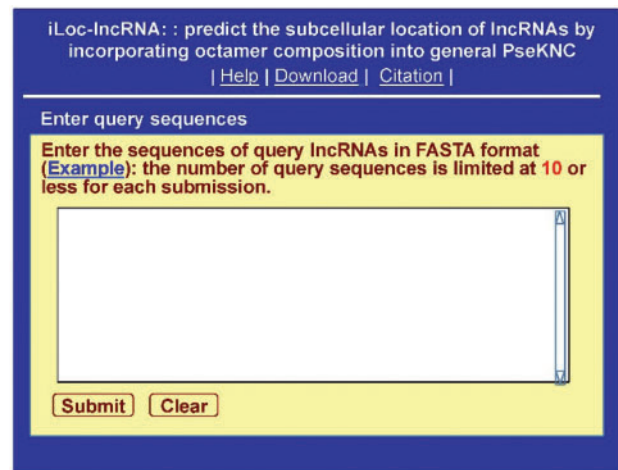 iLoc-lncRNA: : predict the subcellular location of lncRNAs by
incorporating octamer composition into general PseKNC
| Help | Download | Citation |
Enter query sequences
Enter the sequences of query lncRNAs in FASTA format
(Example): the number of query sequences is limited at 10 or
less for each submission.
Submit Clear